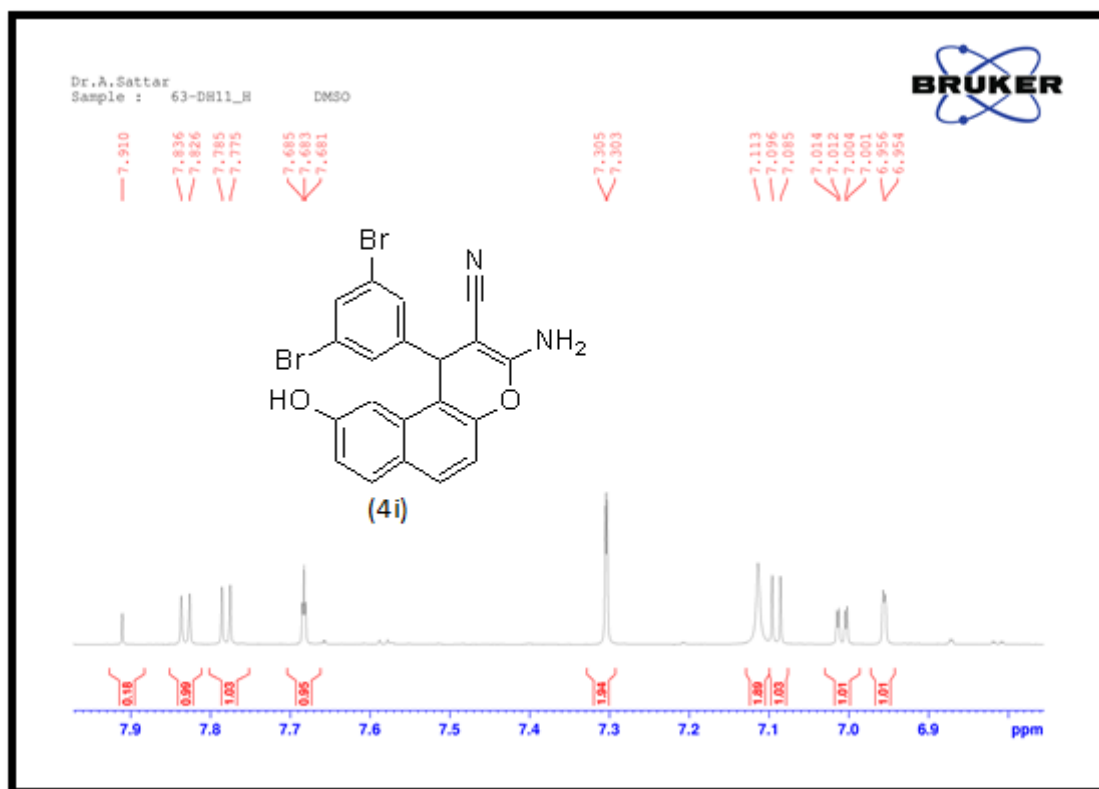 Dr.A.Sattar
Sample : 63-DH11_H DMSO
BRUKER
7.910
7.836
7.826
7.785
7.775
7.685
7.683
7.681
7.305
7.303
7.113
7.096
7.085
7.014
7.012
7.004
7.001
6.956
6.954
Br
N
Br
NH2
HO
O
(4i)
0.18 0.99 1.03 0.95 1.94 1.89 1.03 1.01 1.01
7.9 7.8 7.7 7.6 7.5 7.4 7.3 7.2 7.1 7.0 6.9 ppm